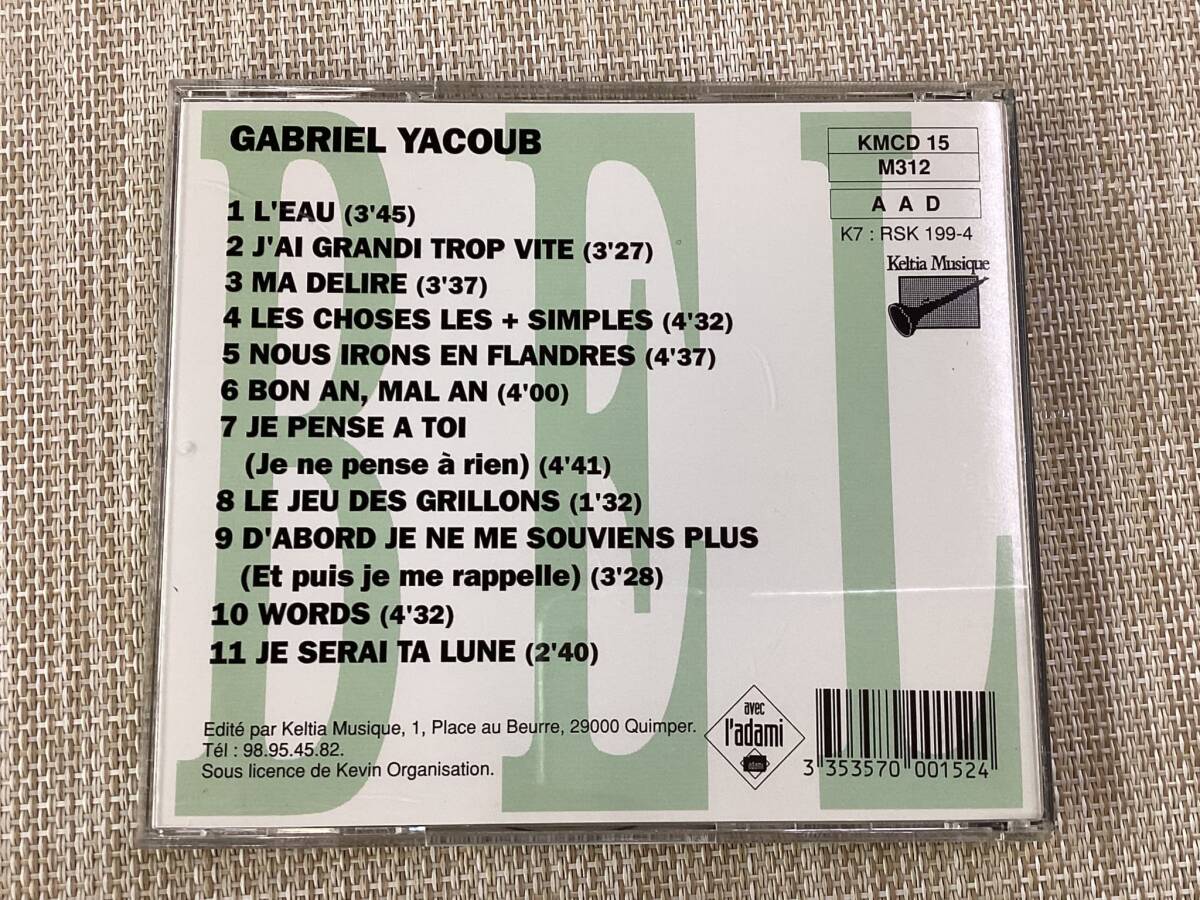 BEL
GABRIEL YACOUB
1 L'EAU (3'45)
2 J'AI GRANDI TROP VITE (3'27)
3 MA DELIRE (3'37)
4 LES CHOSES LES + SIMPLES (4'32)
5 NOUS IRONS EN FLANDRES (4'37)
6 BON AN, MAL AN (4'00)
7 JE PENSE A TOI
(Je ne pense à rien) (4'41)
8 LE JEU DES GRILLONS (1'32)
9 D'ABORD JE NE ME SOUVIENS PLUS
(Et puis je me rappelle) (3'28)
10 WORDS (4'32)
11 JE SERAI TA LUNE (2'40)
KMCD 15
M312
A A D
K7 : RSK 199-4
Keltia Musique
Edité par Keltia Musique, 1, Place au Beurre, 29000 Quimper.
Tél : 98.95.45.82.
Sous licence de Kevin Organisation.
avec
l'adami
adami
3 353570 001524